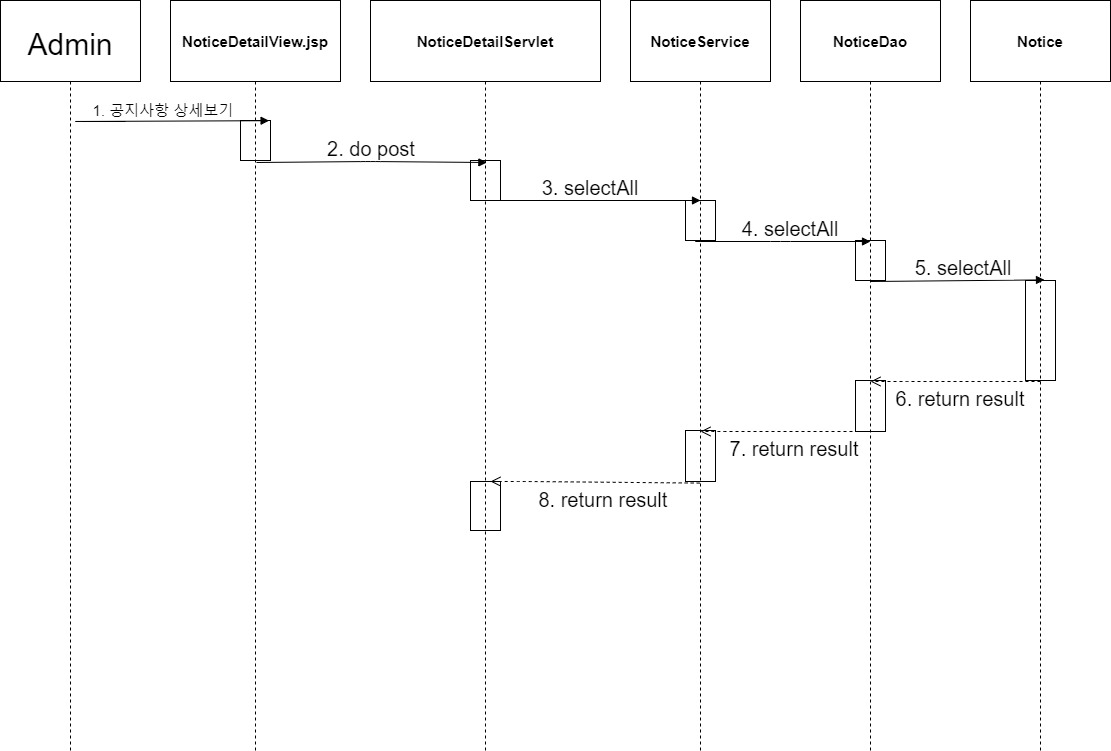 Admin
NoticeDetailView.jsp
NoticeDetailServlet
NoticeService
NoticeDao
Notice
1. 공지사항 상세보기
2. do post
3. selectAll
4. selectAll
5. selectAll
6. return result
7. return result
8. return result